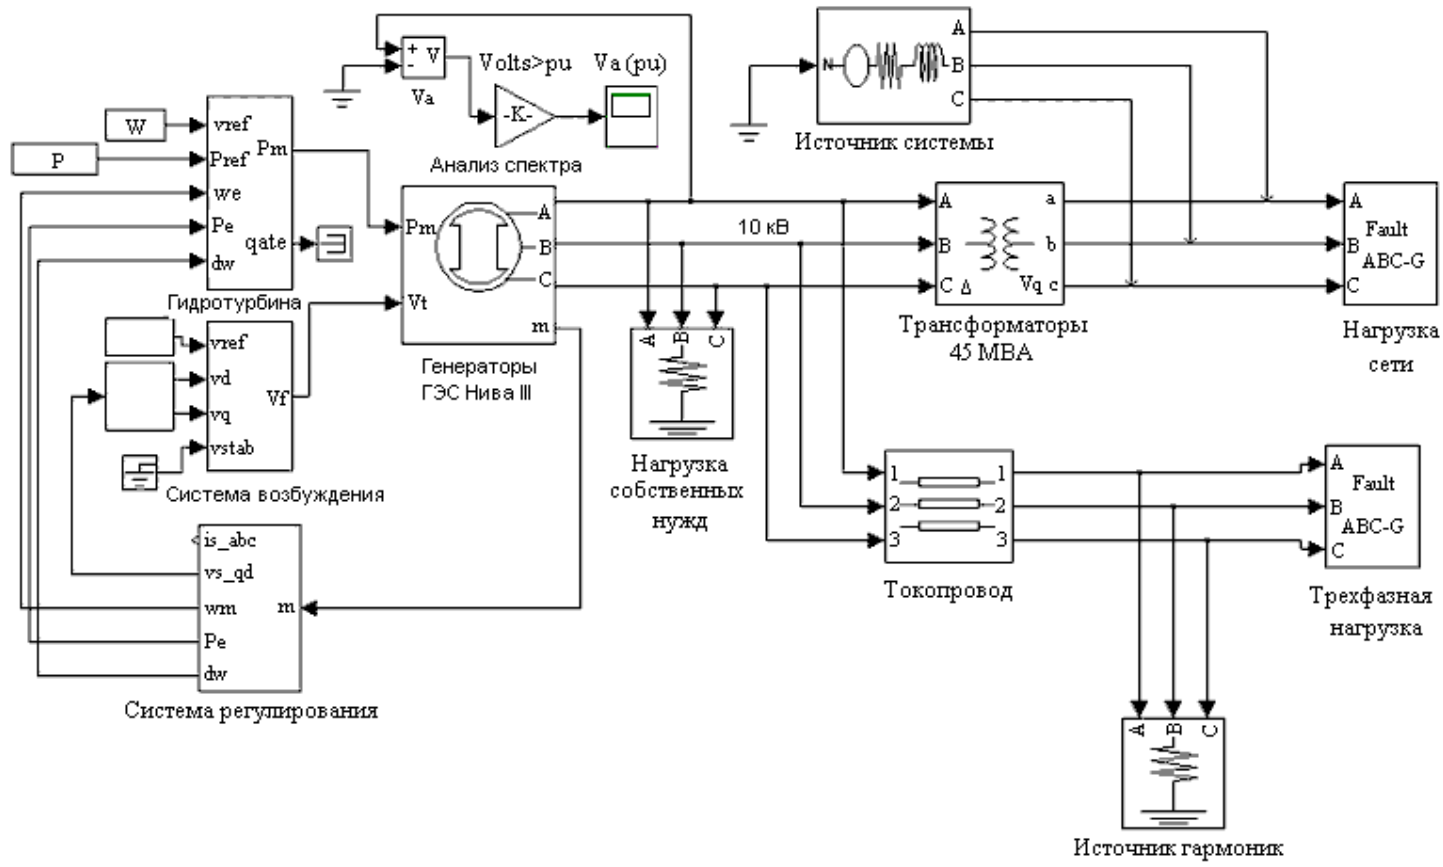 +
-
V
Va
Volts>pu
-K-
Va (pu)
Анализ спектра
N
A
B
C
Источник системы
W
P
vref
Pref
we
Pe
dw
Pm
qate
Гидротурбина
Pm
Vt
A
B
C
m
Генераторы
ГЭС Нива III
10 кВ
A
B
C Δ
a
b
Vq c
Трансформаторы
45 МВА
A
B
C
Fault
ABC-G
Нагрузка
сети
vref
vd
vq
vstab
Vf
Система возбуждения
A
B
C
Нагрузка
собственных
нужд
1
2
3
1
2
3
Токопровод
A
B
C
Fault
ABC-G
Трехфазная
нагрузка
is_abc
vs_qd
wm
Pe
dw
m
Система регулирования
A
B
C
Источник гармоник